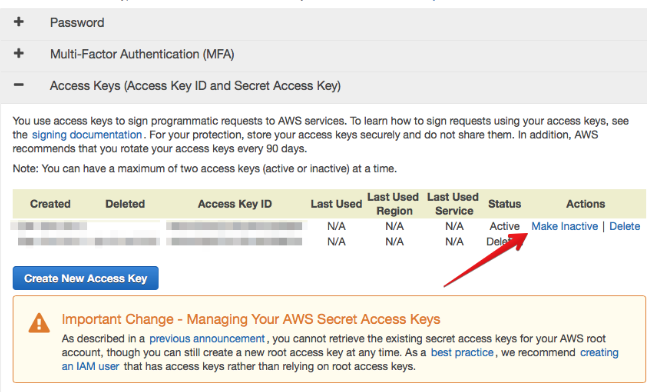 + Password
+ Multi-Factor Authentication (MFA)
− Access Keys (Access Key ID and Secret Access Key)
You use access keys to sign programmatic requests to AWS services. To learn how to sign requests using your access keys, see
the signing documentation. For your protection, store your access keys securely and do not share them. In addition, AWS
recommends that you rotate your access keys every 90 days.
Note: You can have a maximum of two access keys (active or inactive) at a time.
Created Deleted Access Key ID Last Used Last Used Region Last Used Service Status Actions
N/A N/A N/A Active Make Inactive | Delete
N/A N/A N/A
Create New Access Key
Important Change - Managing Your AWS Secret Access Keys
As described in a previous announcement, you cannot retrieve the existing secret access keys for your AWS root
account, though you can still create a new root access key at any time. As a best practice, we recommend creating
an IAM user that has access keys rather than relying on root access keys.